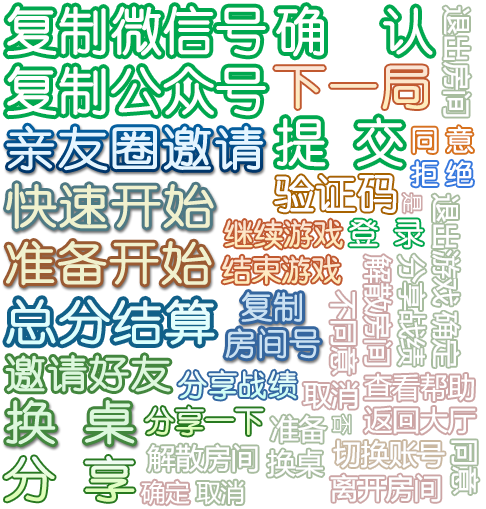 复制微信号
确 认
退出房间
复制公众号
下一局
亲友圈邀请
提 交
同意
拒绝
快速开始
验证码
是
退出游戏
准备开始
继续游戏
登 录
结束游戏
解散房间
分享战绩
确定
总分结算
复制
房间号
不同意
邀请好友
分享战绩
取消
查看帮助
换 桌
分享一下
准备
否
返回大厅
分 享
解散房间
换桌
切换账号
同意
确定
取消
离开房间